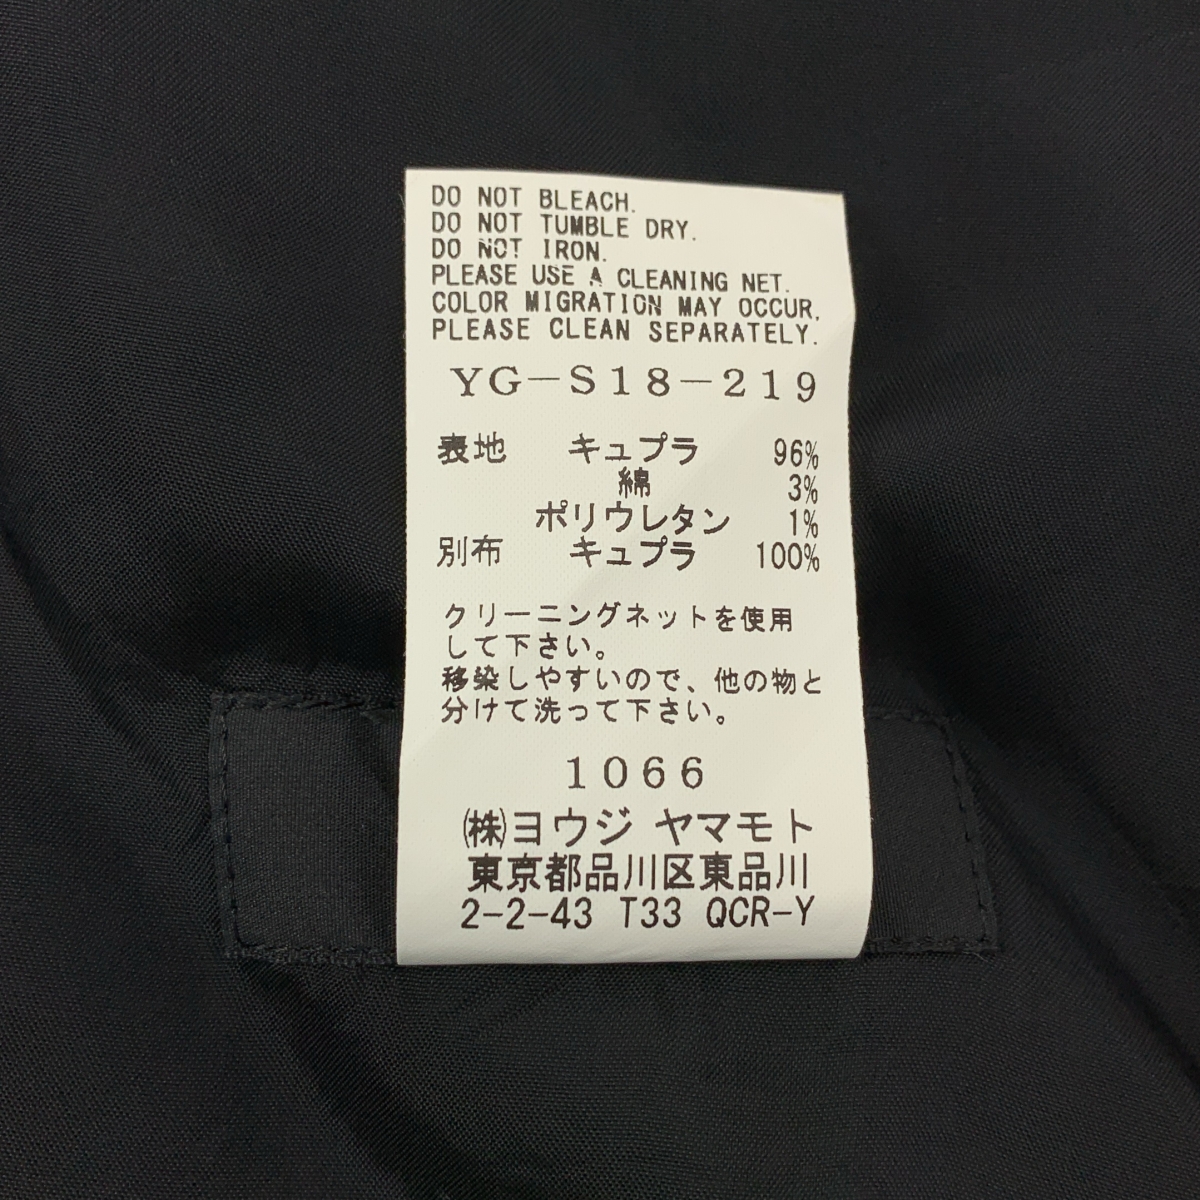 DO NOT BLEACH.
DO NOT TUMBLE DRY.
DO NOT IRON.
PLEASE USE A CLEANING NET.
COLOR MIGRATION MAY OCCUR.
PLEASE CLEAN SEPARATELY.
YG-S18-219
表地 キュプラ 96%
綿 3%
ポリウレタン 1%
別布 キュプラ 100%
クリーニングネットを使用
して下さい。
移染しやすいので、他の物と
分けて洗って下さい。
1066
㈱ヨウジ ヤマモト
東京都品川区東品川
2-2-43 T33 QCR-Y